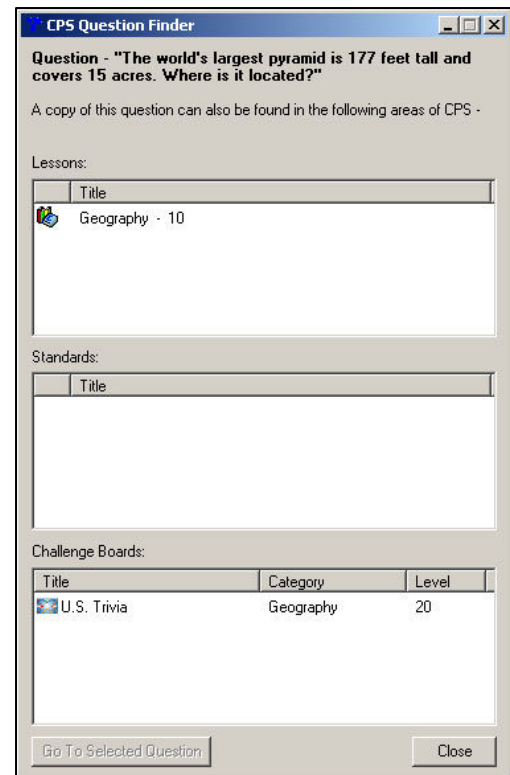 CPS Question Finder
Question - "The world's largest pyramid is 177 feet tall and
covers 15 acres. Where is it located?"
A copy of this question can also be found in the following areas of CPS -
Lessons:
Title
Geography - 10
Standards:
Title
Challenge Boards:
Title Category Level
U.S. Trivia Geography 20
Go To Selected Question Close